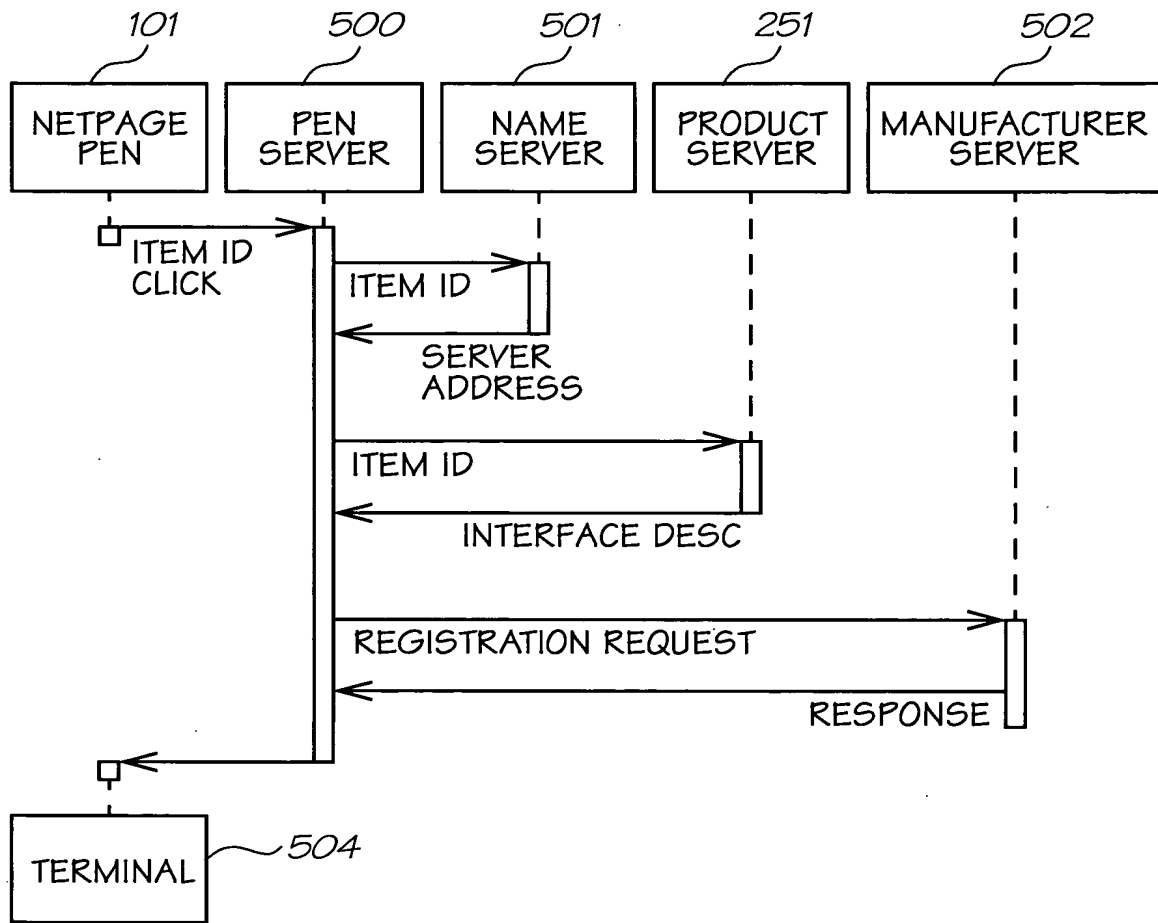 101
500
501
251
502
NETPAGE
PEN
PEN
SERVER
NAME
SERVER
PRODUCT
SERVER
MANUFACTURER
SERVER
ITEM ID
CLICK
ITEM ID
SERVER
ADDRESS
ITEM ID
INTERFACE DESC
REGISTRATION REQUEST
RESPONSE
TERMINAL
504